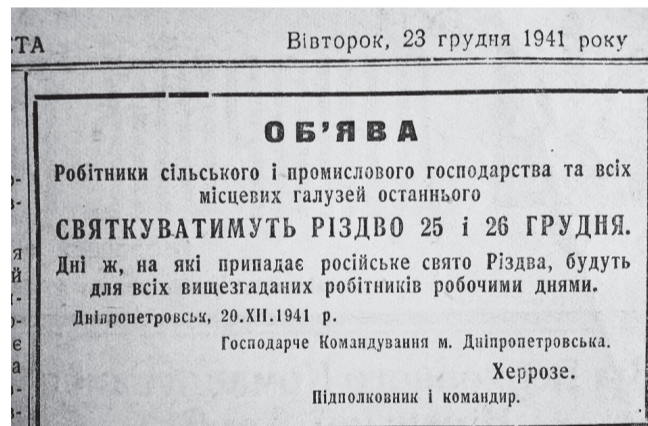 ЕТА
Вівторок, 23 грудня 1941 року
ОБ’ЯВА
Робітники сільського і промислового господарства та всіх
місцевих галузей останнього
СВЯТКУВАТИМУТЬ РІЗДВО 25 і 26 ГРУДНЯ.
Дні ж, на які припадає російське свято Різдва, будуть
для всіх вищезгаданих робітників робочими днями.
Дніпропетровськ, 20.XII.1941 р.
Господарче Командування м. Дніпропетровська.
Херрозе.
Підполковник і командир.